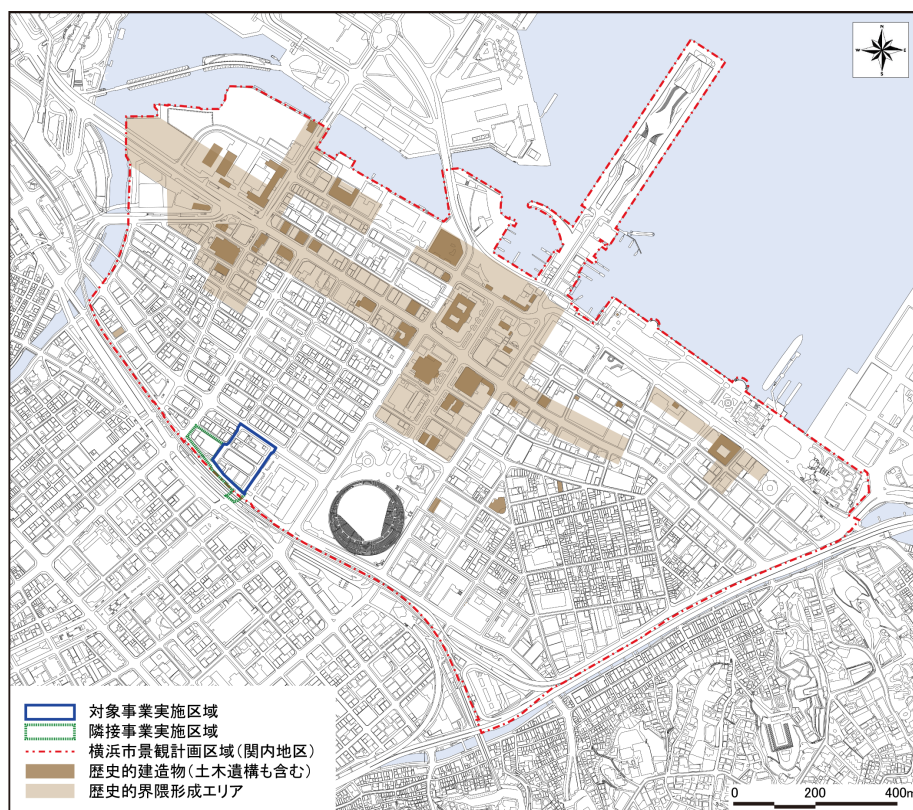 N
W E
S
対象事業実施区域
隣接事業実施区域
横浜市景観計画区域(関内地区)
歴史的建造物(土木遺構も含む)
歴史的界隈形成エリア
0 200 400m